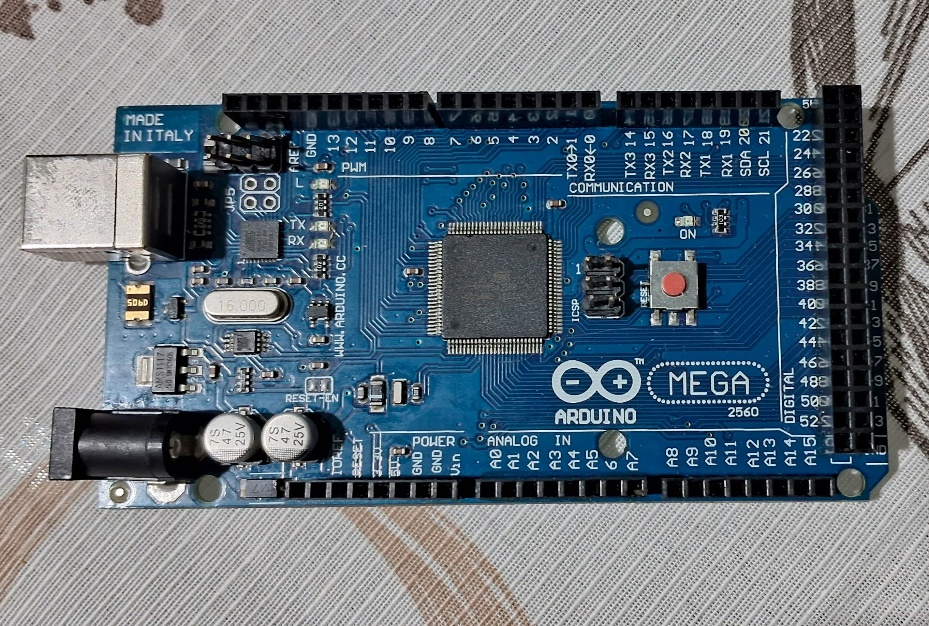 MADE
IN ITALY
GND
13
12
11
10
9
8
7
6
5
4
3
2
TX0→1
RX0←0
TX3 14
RX3 15
TX2 16
RX2 17
TX1 18
RX1 19
SDA 20
SCL 21
PWM
COMMUNICATION
L
TX
RX
JP5
WWW.ARDUINO.CC
16.000
ON
1
ICSP
RESET
22
24
26
28
30
32
34
36
38
40
42
44
46
48
50
52
DIGITAL
ARDUINO
TM
MEGA
2560
RESET-EN
7S
47
25V
7S
47
25V
RESET
5V
GND
GND
Vin
POWER
ANALOG IN
A0
A1
A2
A3
A4
A5
6
A7
A8
A9
A10
A11
A12
A13
A14
A15